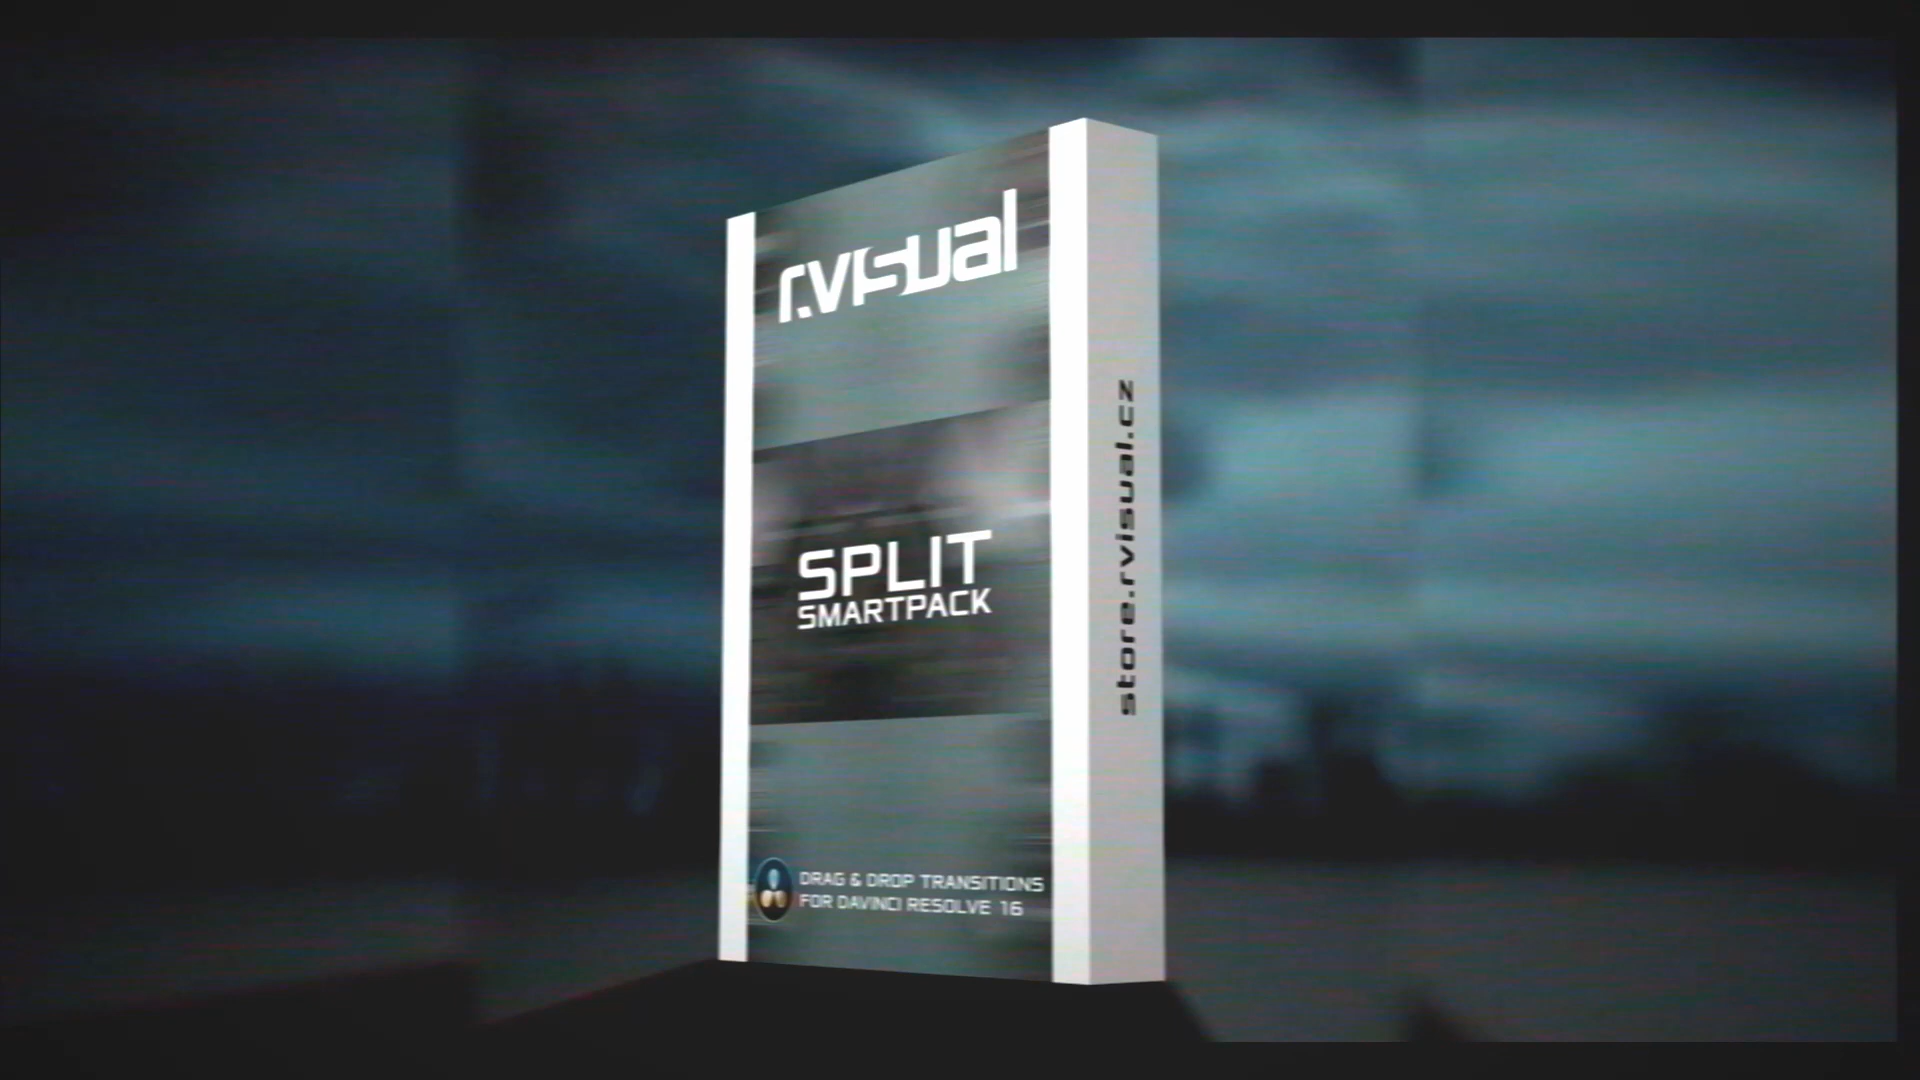 r.visual
SPLIT
SMARTPACK
DRAG & DROP TRANSITIONS
FOR DAVINCI RESOLVE 16
store.rvisual.cz